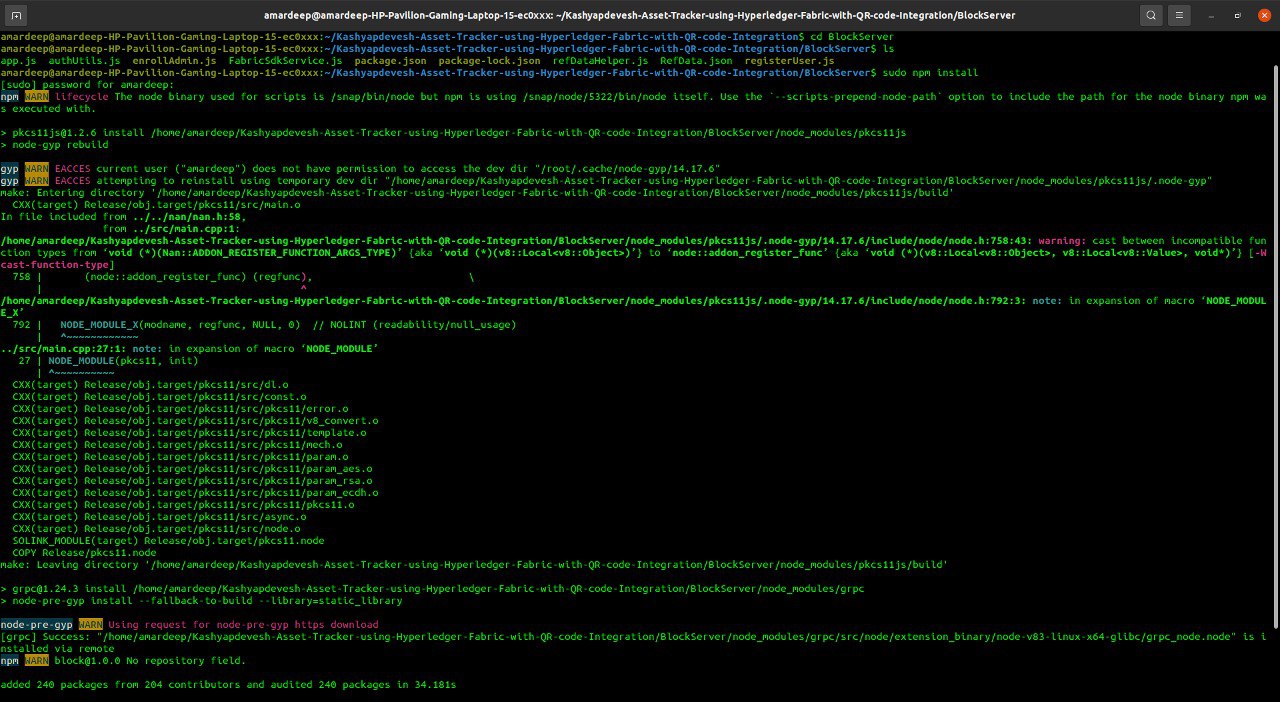 amardeep@amardeep-HP-Pavilion-Gaming-Laptop-15-ec0xxx: ~/Kashyapdevesh-Asset-Tracker-using-Hyperledger-Fabric-with-QR-code-Integration/BlockServer
amardeep@amardeep-HP-Pavilion-Gaming-Laptop-15-ec0xxx:~/Kashyapdevesh-Asset-Tracker-using-Hyperledger-Fabric-with-QR-code-Integration$ cd BlockServer
amardeep@amardeep-HP-Pavilion-Gaming-Laptop-15-ec0xxx:~/Kashyapdevesh-Asset-Tracker-using-Hyperledger-Fabric-with-QR-code-Integration/BlockServer$ ls
app.js  authUtils.js  enrollAdmin.js  FabricSdkService.js  package.json  package-lock.json  refDataHelper.js  RefData.json  registerUser.js
amardeep@amardeep-HP-Pavilion-Gaming-Laptop-15-ec0xxx:~/Kashyapdevesh-Asset-Tracker-using-Hyperledger-Fabric-with-QR-code-Integration/BlockServer$ sudo npm install
[sudo] password for amardeep:
npm WARN lifecycle The node binary used for scripts is /snap/bin/node but npm is using /snap/node/5322/bin/node itself. Use the `--scripts-prepend-node-path` option to include the path for the node binary npm wa
s executed with.
> pkcs11js@1.2.6 install /home/amardeep/Kashyapdevesh-Asset-Tracker-using-Hyperledger-Fabric-with-QR-code-Integration/BlockServer/node_modules/pkcs11js
> node-gyp rebuild
gyp WARN EACCES current user ("amardeep") does not have permission to access the dev dir "/root/.cache/node-gyp/14.17.6"
gyp WARN EACCES attempting to reinstall using temporary dev dir "/home/amardeep/Kashyapdevesh-Asset-Tracker-using-Hyperledger-Fabric-with-QR-code-Integration/BlockServer/node_modules/pkcs11js/.node-gyp"
make: Entering directory '/home/amardeep/Kashyapdevesh-Asset-Tracker-using-Hyperledger-Fabric-with-QR-code-Integration/BlockServer/node_modules/pkcs11js/build'
  CXX(target) Release/obj.target/pkcs11/src/main.o
In file included from ../../nan/nan.h:58,
                 from ../src/main.cpp:1:
/home/amardeep/Kashyapdevesh-Asset-Tracker-using-Hyperledger-Fabric-with-QR-code-Integration/BlockServer/node_modules/pkcs11js/.node-gyp/14.17.6/include/node/node.h:758:43: warning: cast between incompatible fun
ction types from ‘void (*)(Nan::ADDON_REGISTER_FUNCTION_ARGS_TYPE)’ {aka ‘void (*)(v8::Local<v8::Object>)’} to ‘node::addon_register_func’ {aka ‘void (*)(v8::Local<v8::Object>, v8::Local<v8::Value>, void*)’} [-W
cast-function-type]
  758 |       (node::addon_register_func) (regfunc),                          \
      |                                           ^
/home/amardeep/Kashyapdevesh-Asset-Tracker-using-Hyperledger-Fabric-with-QR-code-Integration/BlockServer/node_modules/pkcs11js/.node-gyp/14.17.6/include/node/node.h:792:3: note: in expansion of macro ‘NODE_MODUL
E_X’
  792 |   NODE_MODULE_X(modname, regfunc, NULL, 0)  // NOLINT (readability/null_usage)
      |   ^~~~~~~~~~~~~
../src/main.cpp:27:1: note: in expansion of macro ‘NODE_MODULE’
   27 | NODE_MODULE(pkcs11, init)
      | ^~~~~~~~~~~
  CXX(target) Release/obj.target/pkcs11/src/dl.o
  CXX(target) Release/obj.target/pkcs11/src/const.o
  CXX(target) Release/obj.target/pkcs11/src/pkcs11/error.o
  CXX(target) Release/obj.target/pkcs11/src/pkcs11/v8_convert.o
  CXX(target) Release/obj.target/pkcs11/src/pkcs11/template.o
  CXX(target) Release/obj.target/pkcs11/src/pkcs11/mech.o
  CXX(target) Release/obj.target/pkcs11/src/pkcs11/param.o
  CXX(target) Release/obj.target/pkcs11/src/pkcs11/param_aes.o
  CXX(target) Release/obj.target/pkcs11/src/pkcs11/param_rsa.o
  CXX(target) Release/obj.target/pkcs11/src/pkcs11/param_ecdh.o
  CXX(target) Release/obj.target/pkcs11/src/pkcs11/pkcs11.o
  CXX(target) Release/obj.target/pkcs11/src/async.o
  CXX(target) Release/obj.target/pkcs11/src/node.o
  SOLINK_MODULE(target) Release/obj.target/pkcs11.node
  COPY Release/pkcs11.node
make: Leaving directory '/home/amardeep/Kashyapdevesh-Asset-Tracker-using-Hyperledger-Fabric-with-QR-code-Integration/BlockServer/node_modules/pkcs11js/build'
> grpc@1.24.3 install /home/amardeep/Kashyapdevesh-Asset-Tracker-using-Hyperledger-Fabric-with-QR-code-Integration/BlockServer/node_modules/grpc
> node-pre-gyp install --fallback-to-build --library=static_library
node-pre-gyp WARN Using request for node-pre-gyp https download
[grpc] Success: "/home/amardeep/Kashyapdevesh-Asset-Tracker-using-Hyperledger-Fabric-with-QR-code-Integration/BlockServer/node_modules/grpc/src/node/extension_binary/node-v83-linux-x64-glibc/grpc_node.node" is i
nstalled via remote
npm WARN block@1.0.0 No repository field.
added 240 packages from 204 contributors and audited 240 packages in 34.181s